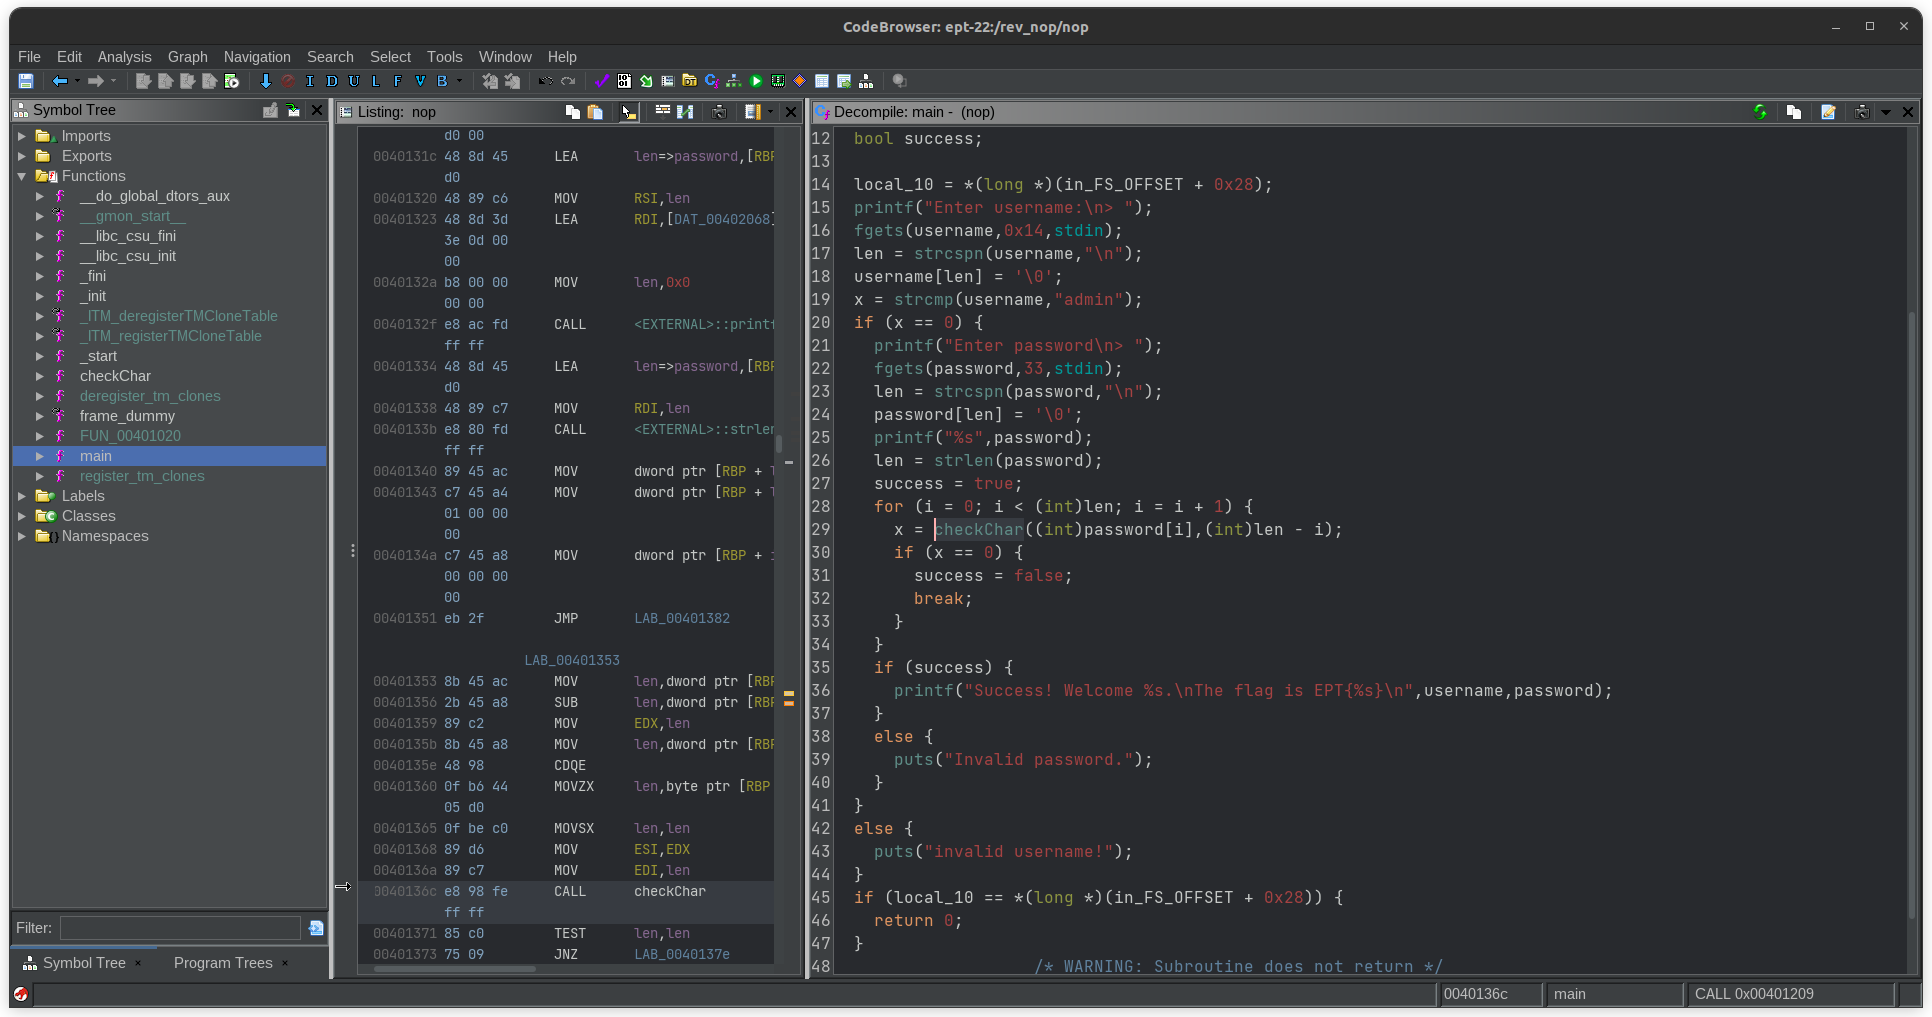 CodeBrowser: ept-22:/rev_nop/nop
File Edit Analysis Graph Navigation Search Select Tools Window Help
I D U L F V B
Symbol Tree
Imports
Exports
Functions
__do_global_dtors_aux
__gmon_start__
__libc_csu_fini
__libc_csu_init
_fini
_init
_ITM_deregisterTMCloneTable
_ITM_registerTMCloneTable
_start
checkChar
deregister_tm_clones
frame_dummy
FUN_00401020
main
register_tm_clones
Labels
Classes
Namespaces
Filter:
Symbol Tree × Program Trees ×
Listing: nop
d0 00
0040131c 48 8d 45 LEA len=>password,[RBP
d0
00401320 48 89 c6 MOV RSI,len
00401323 48 8d 3d LEA RDI,[DAT_00402068]
3e 0d 00
00
0040132a b8 00 00 MOV len,0x0
00 00
0040132f e8 ac fd CALL <EXTERNAL>::printf
ff ff
00401334 48 8d 45 LEA len=>password,[RBP
d0
00401338 48 89 c7 MOV RDI,len
0040133b e8 80 fd CALL <EXTERNAL>::strlen
ff ff
00401340 89 45 ac MOV dword ptr [RBP + l
00401343 c7 45 a4 MOV dword ptr [RBP +
01 00 00
00
0040134a c7 45 a8 MOV dword ptr [RBP + i
00 00 00
00
00401351 eb 2f JMP LAB_00401382
LAB_00401353
00401353 8b 45 ac MOV len,dword ptr [RBP
00401356 2b 45 a8 SUB len,dword ptr [RBP
00401359 89 c2 MOV EDX,len
0040135b 8b 45 a8 MOV len,dword ptr [RBP
0040135e 48 98 CDQE
00401360 0f b6 44 MOVZX len,byte ptr [RBP
05 d0
00401365 0f be c0 MOVSX len,len
00401368 89 d6 MOV ESI,EDX
0040136a 89 c7 MOV EDI,len
0040136c e8 98 fe CALL checkChar
ff ff
00401371 85 c0 TEST len,len
00401373 75 09 JNZ LAB_0040137e
Decompile: main - (nop)
12 bool success;
13
14 local_10 = *(long *)(in_FS_OFFSET + 0x28);
15 printf("Enter username:\n> ");
16 fgets(username,0x14,stdin);
17 len = strcspn(username,"\n");
18 username[len] = '\0';
19 x = strcmp(username,"admin");
20 if (x == 0) {
21 printf("Enter password\n> ");
22 fgets(password,33,stdin);
23 len = strcspn(password,"\n");
24 password[len] = '\0';
25 printf("%s",password);
26 len = strlen(password);
27 success = true;
28 for (i = 0; i < (int)len; i = i + 1) {
29 x = checkChar((int)password[i],(int)len - i);
30 if (x == 0) {
31 success = false;
32 break;
33 }
34 }
35 if (success) {
36 printf("Success! Welcome %s.\nThe flag is EPT{%s}\n",username,password);
37 }
38 else {
39 puts("Invalid password.");
40 }
41 }
42 else {
43 puts("invalid username!");
44 }
45 if (local_10 == *(long *)(in_FS_OFFSET + 0x28)) {
46 return 0;
47 }
48 /* WARNING: Subroutine does not return */
0040136c main CALL 0x00401209